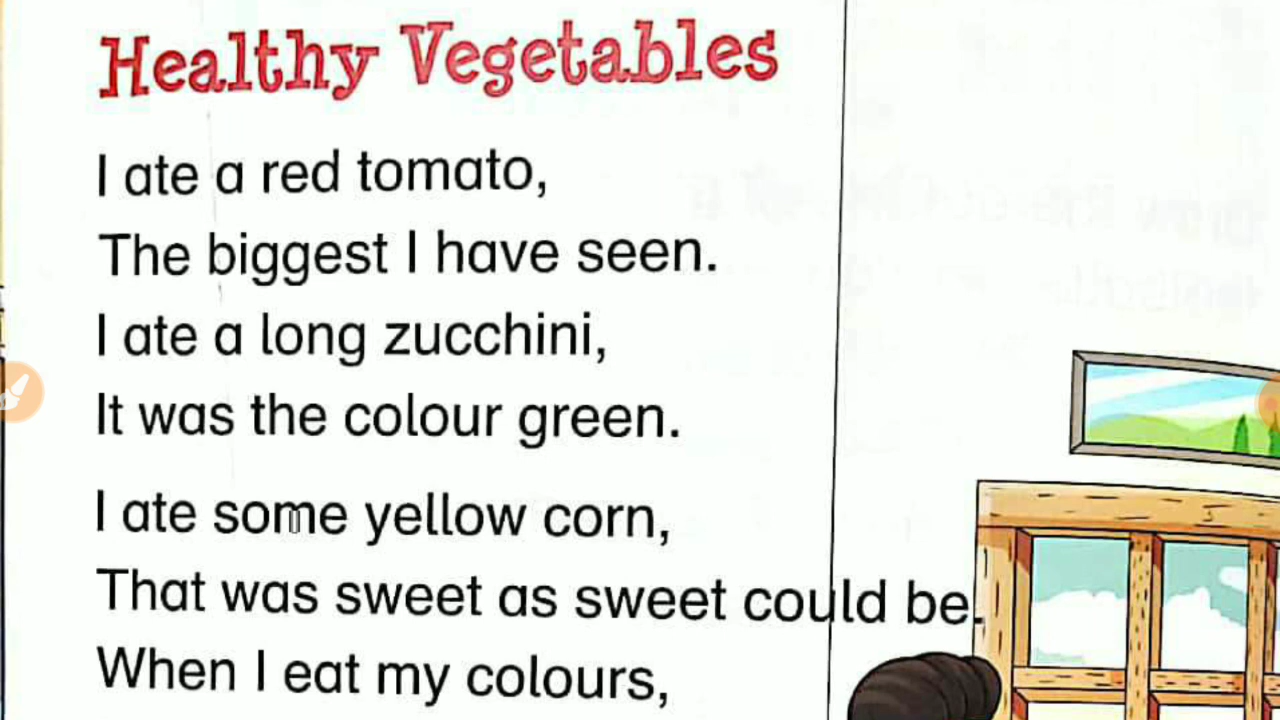 Healthy Vegetables
I ate a red tomato,
The biggest I have seen.
I ate a long zucchini,
It was the colour green.
I ate some yellow corn,
That was sweet as sweet could be.
When I eat my colours,